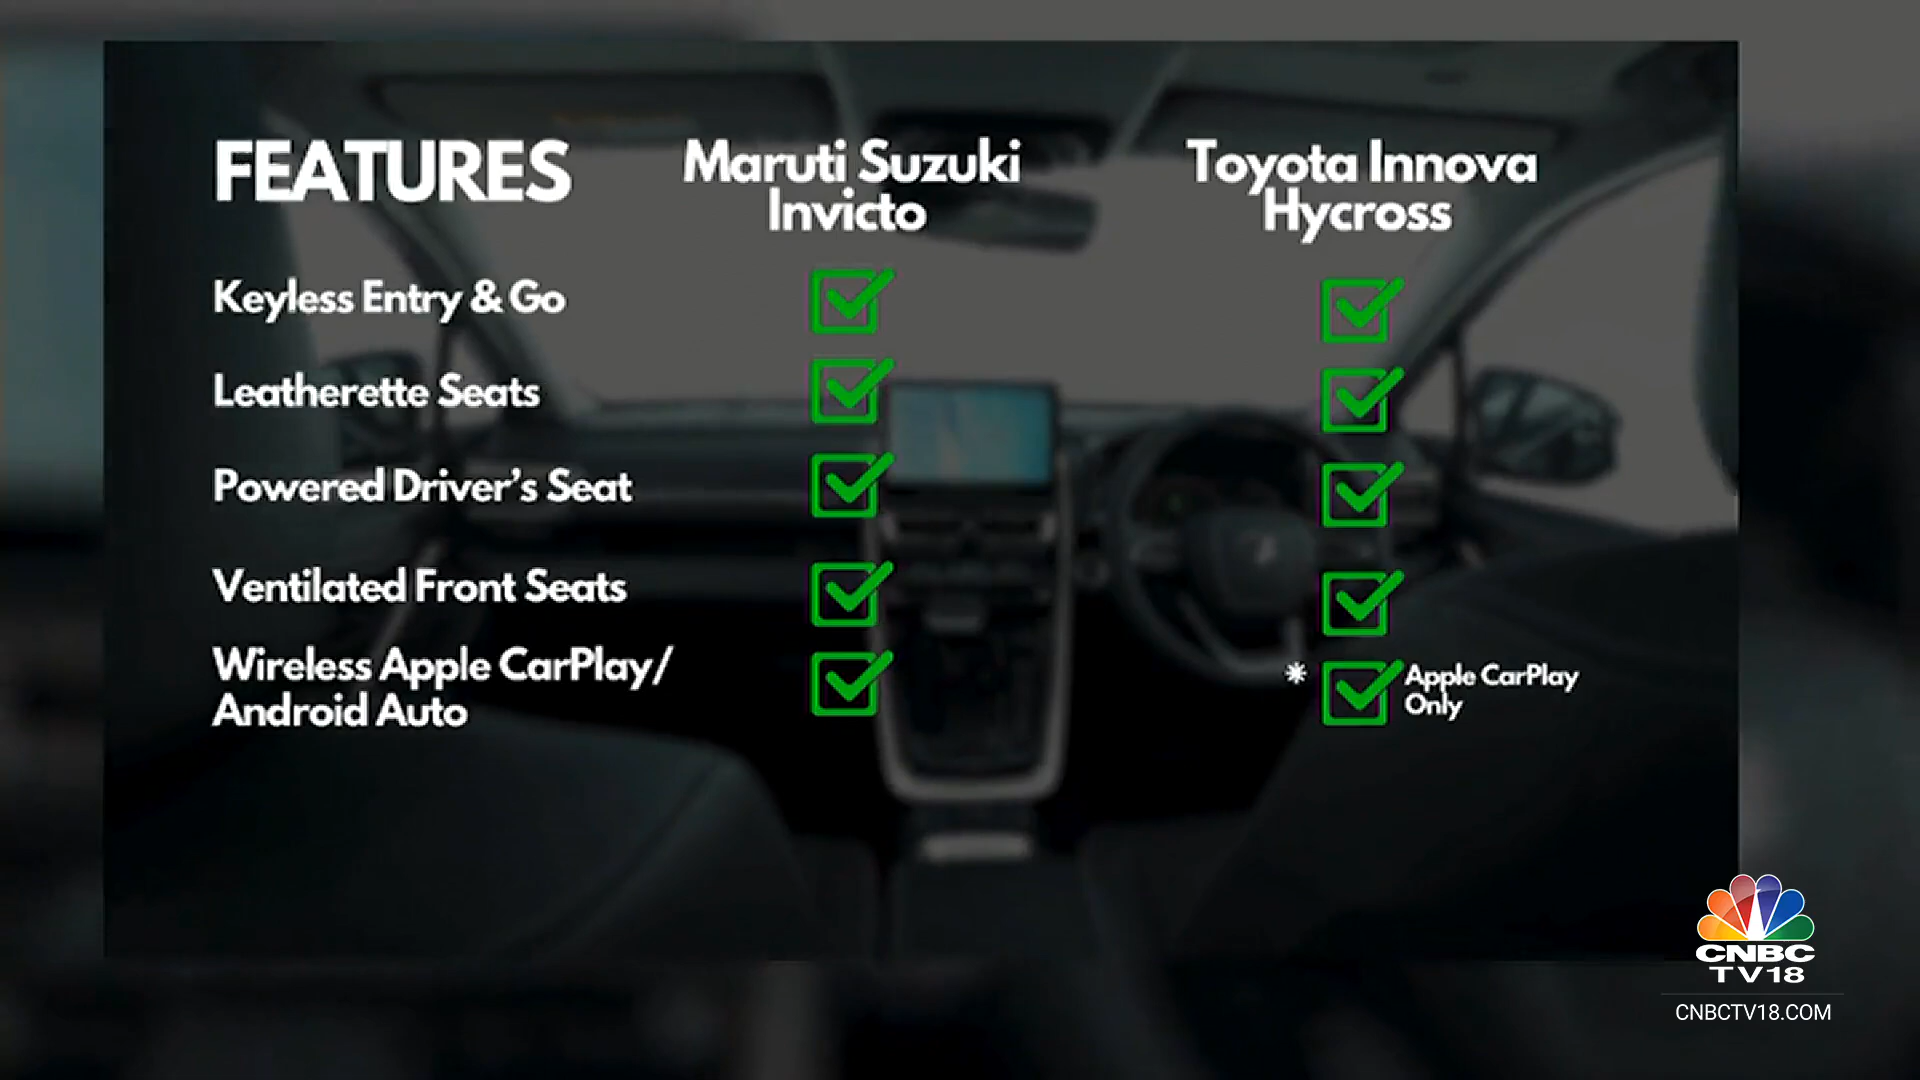 FEATURES
Maruti Suzuki
Invicto
Toyota Innova
Hycross
Keyless Entry & Go
Leatherette Seats
Powered Driver's Seat
Ventilated Front Seats
Wireless Apple CarPlay/
Android Auto
* Apple CarPlay
Only
CNBC
TV18
CNBCTV18.COM